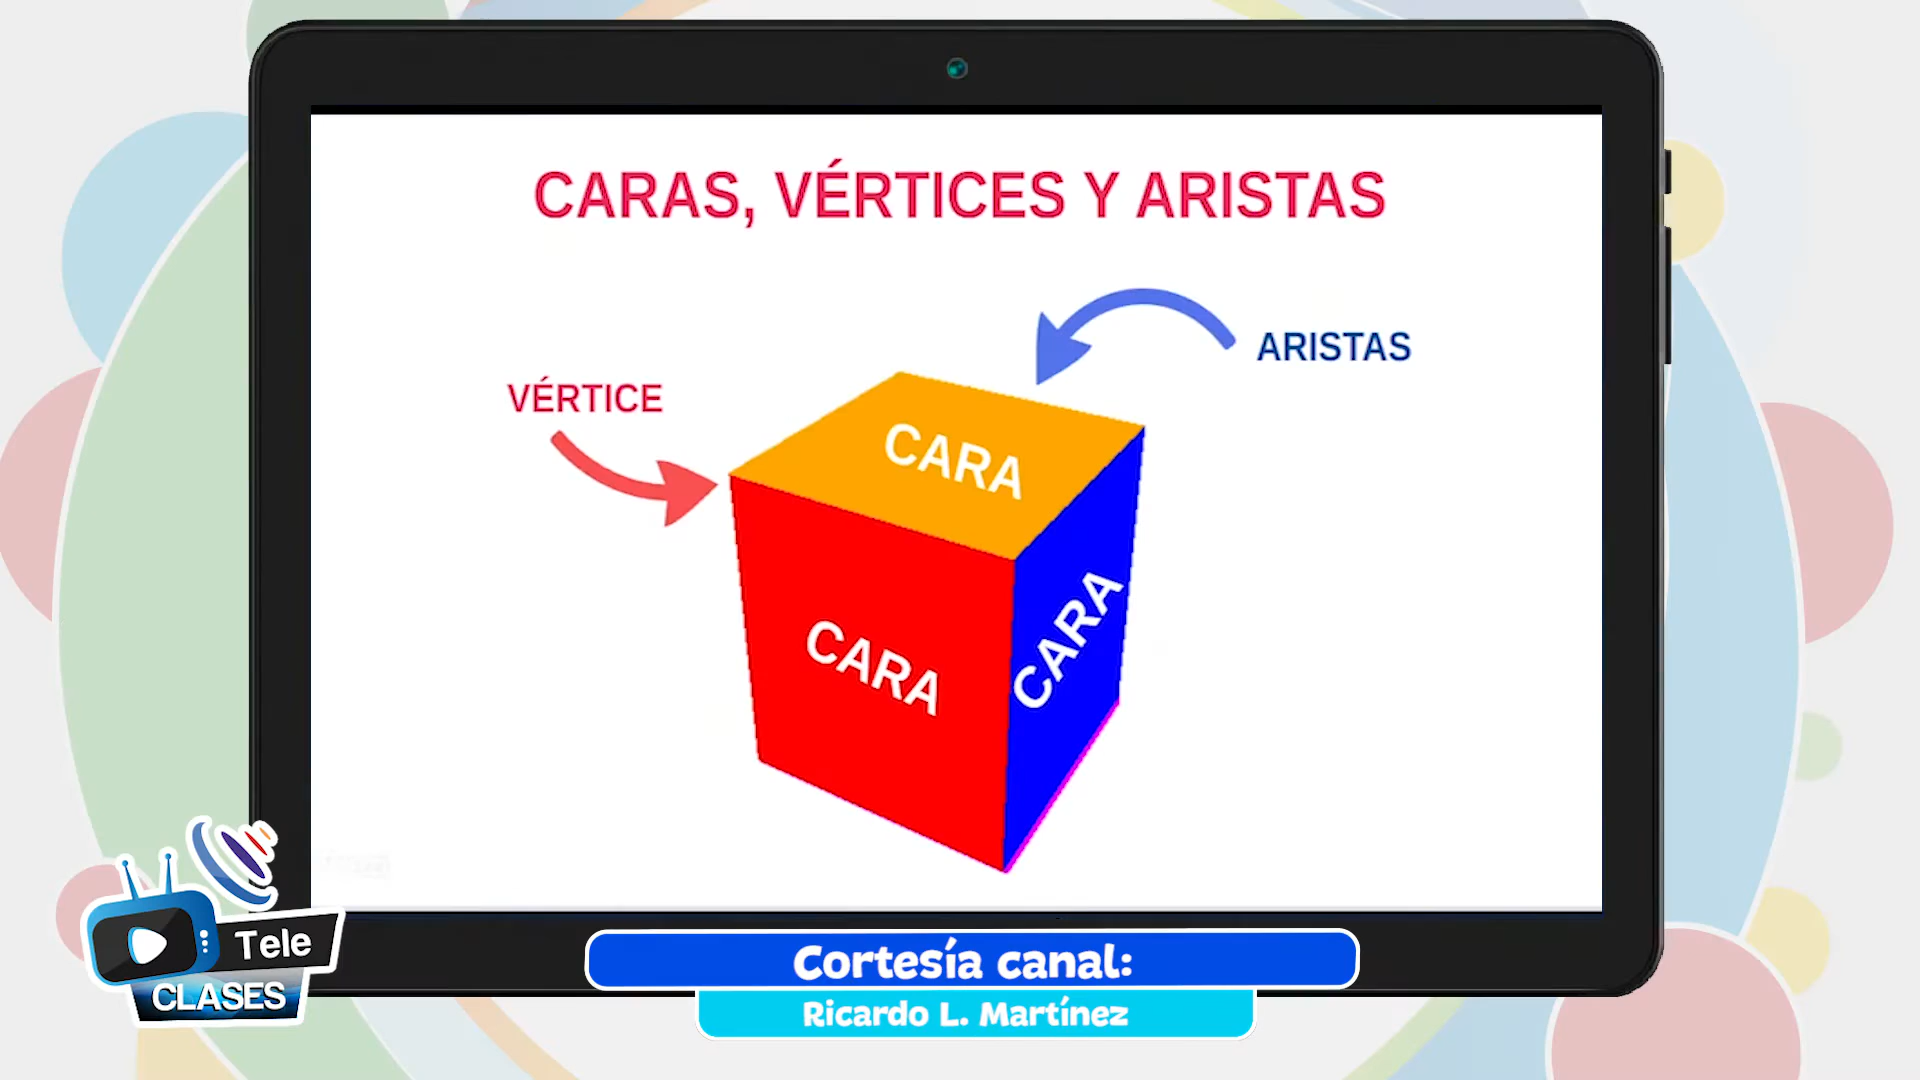 CARAS, VÉRTICES Y ARISTAS
ARISTAS
VÉRTICE
CARA
CARA
CARA
Tele
CLASES
Cortesía canal:
Ricardo L. Martínez